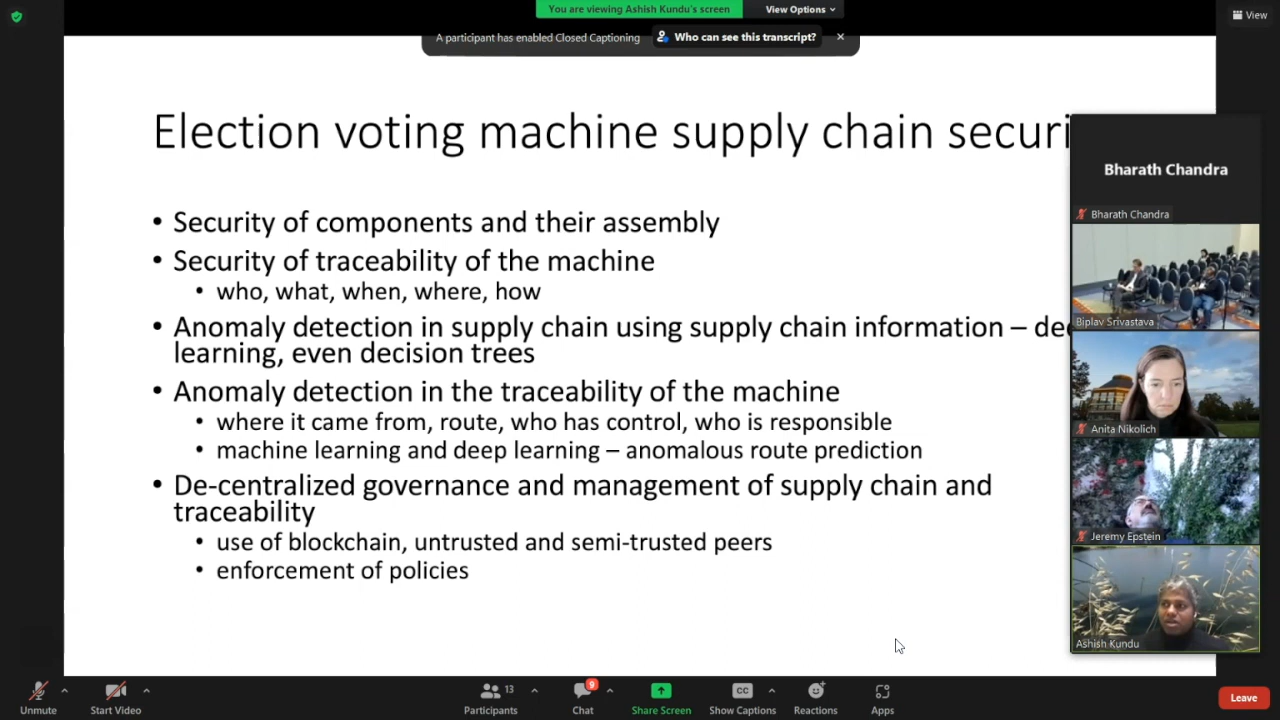 You are viewing Ashish Kundu's screen
View Options
View
A participant has enabled Closed Captioning
Who can see this transcript?
Election voting machine supply chain securi
• Security of components and their assembly
• Security of traceability of the machine
• who, what, when, where, how
• Anomaly detection in supply chain using supply chain information – dee
learning, even decision trees
• Anomaly detection in the traceability of the machine
• where it came from, route, who has control, who is responsible
• machine learning and deep learning – anomalous route prediction
• De-centralized governance and management of supply chain and
traceability
• use of blockchain, untrusted and semi-trusted peers
• enforcement of policies
Bharath Chandra
Bharath Chandra
Biplav Srivastava
Anita Nikolich
Jeremy Epstein
Ashish Kundu
Unmute
Start Video
Participants
13
Chat
9
Share Screen
CC
Show Captions
Reactions
Apps
Leave